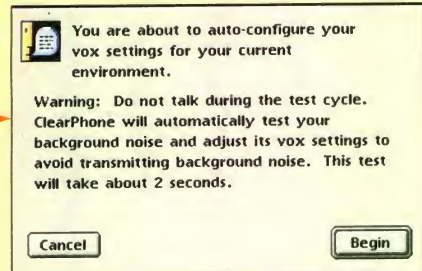 You are about to auto-configure your
vox settings for your current
environment.
Warning: Do not talk during the test cycle.
ClearPhone will automatically test your
background noise and adjust its vox settings to
avoid transmitting background noise. This test
will take about 2 seconds.
Cancel
Begin